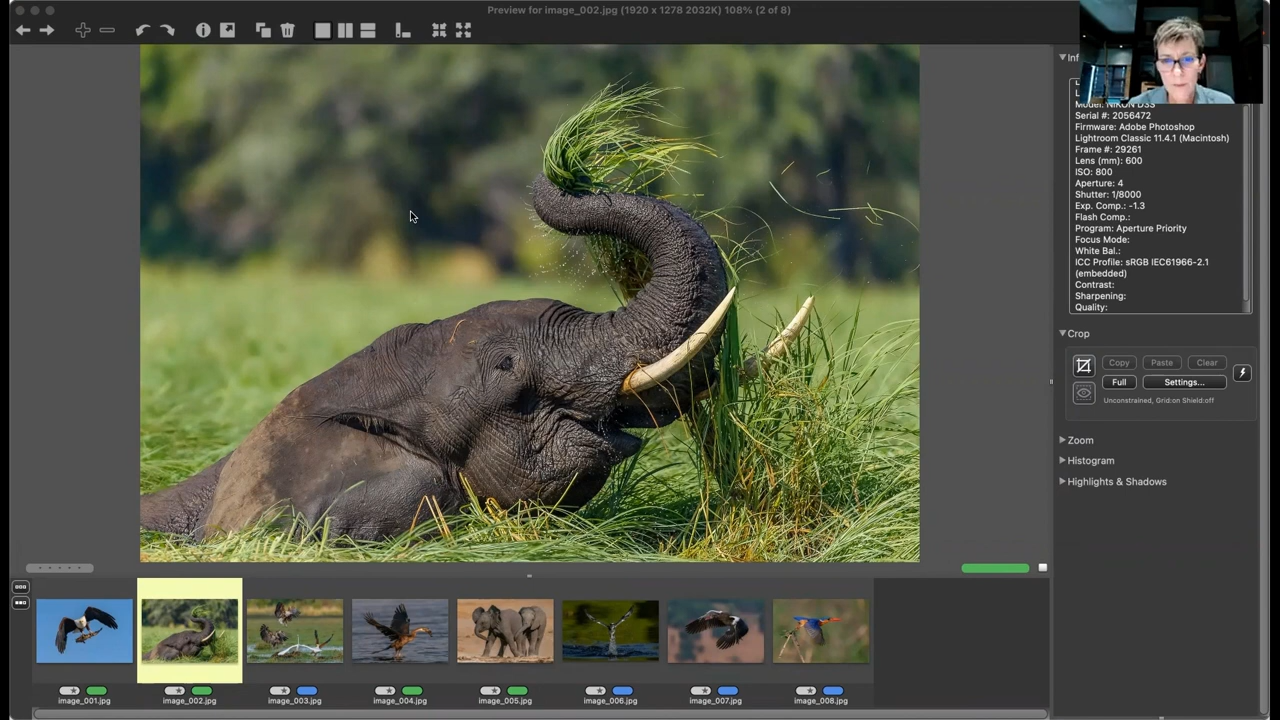 Preview for image_002.jpg (1920 x 1278 2032K) 108% (2 of 8)
Model: NIKON D3S
Serial #: 2056472
Firmware: Adobe Photoshop
Lightroom Classic 11.4.1 (Macintosh)
Frame #: 29261
Lens (mm): 600
ISO: 800
Aperture: 4
Shutter: 1/8000
Exp. Comp.: -1.3
Flash Comp.:
Program: Aperture Priority
Focus Mode:
White Bal.:
ICC Profile: sRGB IEC61966-2.1
(embedded)
Contrast:
Sharpening:
Quality:
Crop
Copy Paste Clear
Full Settings...
Unconstrained, Grid:on Shield:off
Zoom
Histogram
Highlights & Shadows
image_001.jpg image_002.jpg image_003.jpg image_004.jpg image_005.jpg image_006.jpg image_007.jpg image_008.jpg